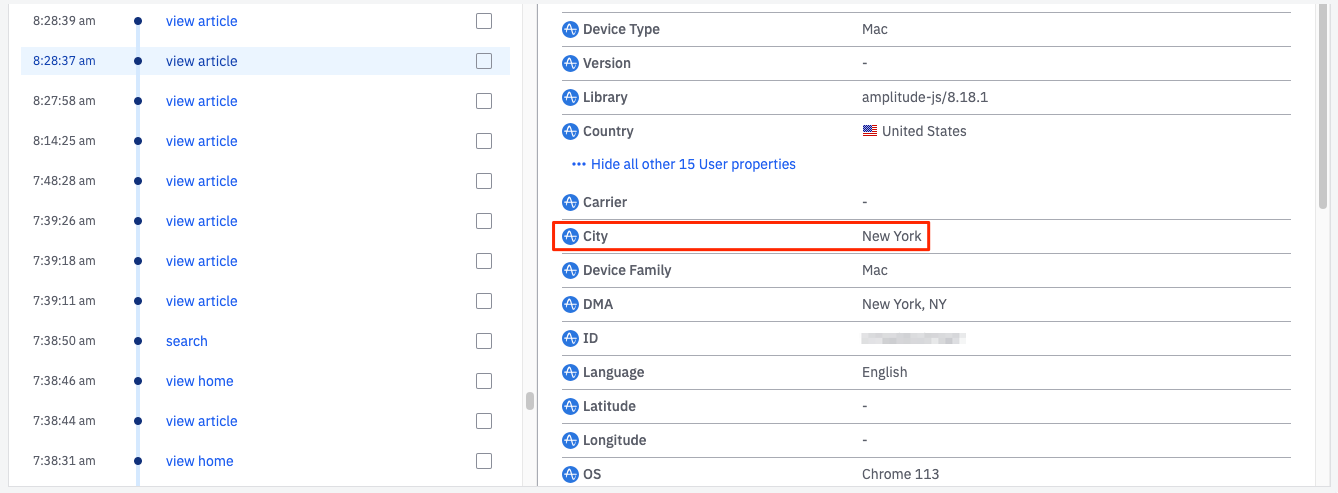 8:28:39 am view article
8:28:37 am view article
8:27:58 am view article
8:14:25 am view article
7:48:28 am view article
7:39:26 am view article
7:39:18 am view article
7:39:11 am view article
7:38:50 am search
7:38:46 am view home
7:38:44 am view article
7:38:31 am view home
Device Type Mac
Version -
Library amplitude-js/8.18.1
Country United States
••• Hide all other 15 User properties
Carrier -
City New York
Device Family Mac
DMA New York, NY
ID
Language English
Latitude -
Longitude -
OS Chrome 113